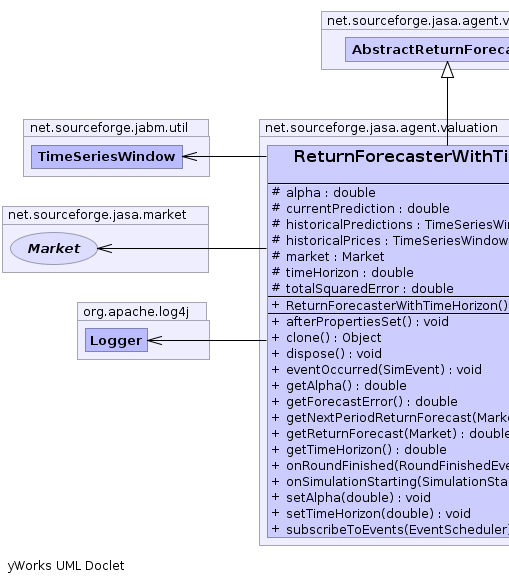 net.sourceforge.jasa.agent.v
AbstractReturnForeca
net.sourceforge.jabm.util
TimeSeriesWindow
net.sourceforge.jasa.market
Market
org.apache.log4j
Logger
net.sourceforge.jasa.agent.valuation
ReturnForecasterWithTi
# alpha : double
# currentPrediction : double
# historicalPredictions : TimeSeriesWi
# historicalPrices : TimeSeriesWindow
# market : Market
# timeHorizon : double
# totalSquaredError : double
+ ReturnForecasterWithTimeHorizon()
+ afterPropertiesSet() : void
+ clone() : Object
+ dispose() : void
+ eventOccurred(SimEvent) : void
+ getAlpha() : double
+ getForecastError() : double
+ getNextPeriodReturnForecast(Marke
+ getReturnForecast(Market) : double
+ getTimeHorizon() : double
+ onRoundFinished(RoundFinishedEve
+ onSimulationStarting(SimulationSta
+ setAlpha(double) : void
+ setTimeHorizon(double) : void
+ subscribeToEvents(EventScheduler)
yWorks UML Doclet